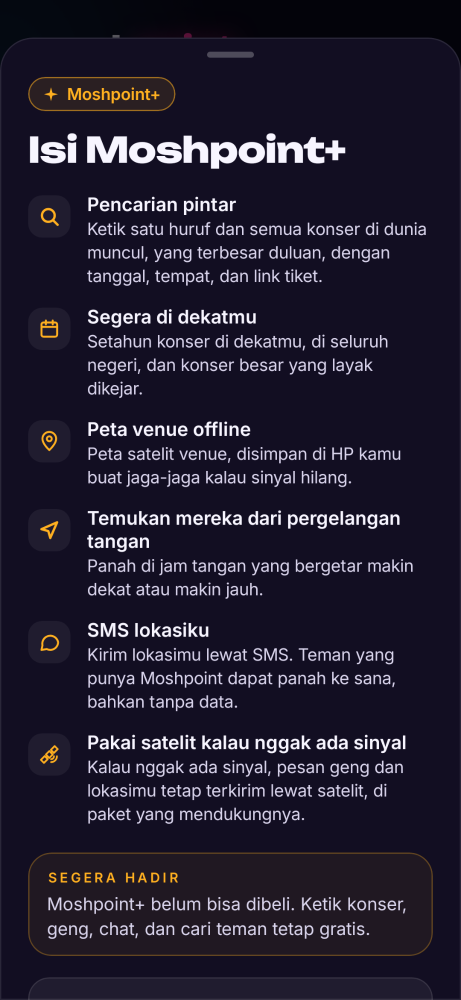 Moshpoint+
Isi Moshpoint+
Pencarian pintar
Ketik satu huruf dan semua konser di dunia
muncul, yang terbesar duluan, dengan
tanggal, tempat, dan link tiket.
Segera di dekatmu
Setahun konser di dekatmu, di seluruh
negeri, dan konser besar yang layak
dikejar.
Peta venue offline
Peta satelit venue, disimpan di HP kamu
buat jaga-jaga kalau sinyal hilang.
Temukan mereka dari pergelangan
tangan
Panah di jam tangan yang bergetar makin
dekat atau makin jauh.
SMS lokasiku
Kirim lokasimu lewat SMS. Teman yang
punya Moshpoint dapat panah ke sana,
bahkan tanpa data.
Pakai satelit kalau nggak ada sinyal
Kalau nggak ada sinyal, pesan geng dan
lokasimu tetap terkirim lewat satelit, di
paket yang mendukungnya.
SEGERA HADIR
Moshpoint+ belum bisa dibeli. Ketik konser,
geng, chat, dan cari teman tetap gratis.